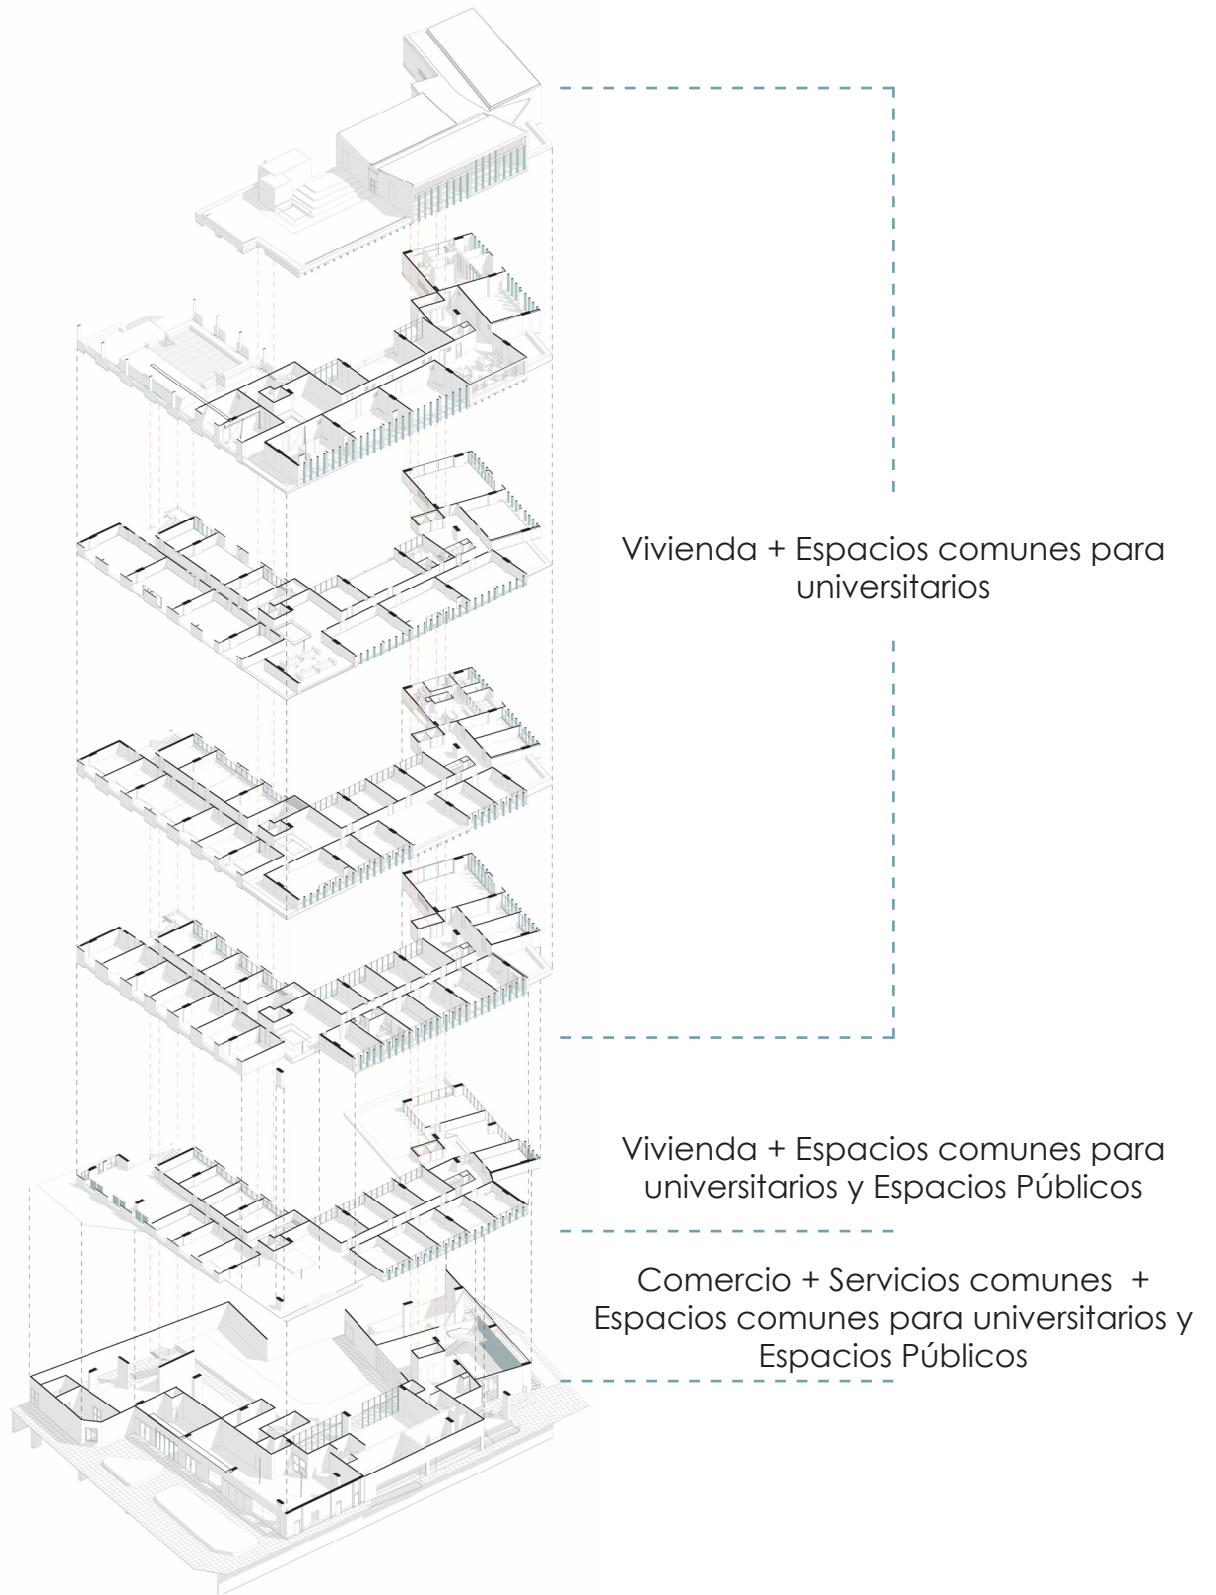 Vivienda + Espacios comunes para
universitarios
Vivienda + Espacios comunes para
universitarios y Espacios Públicos
Comercio + Servicios comunes +
Espacios comunes para universitarios y
Espacios Públicos